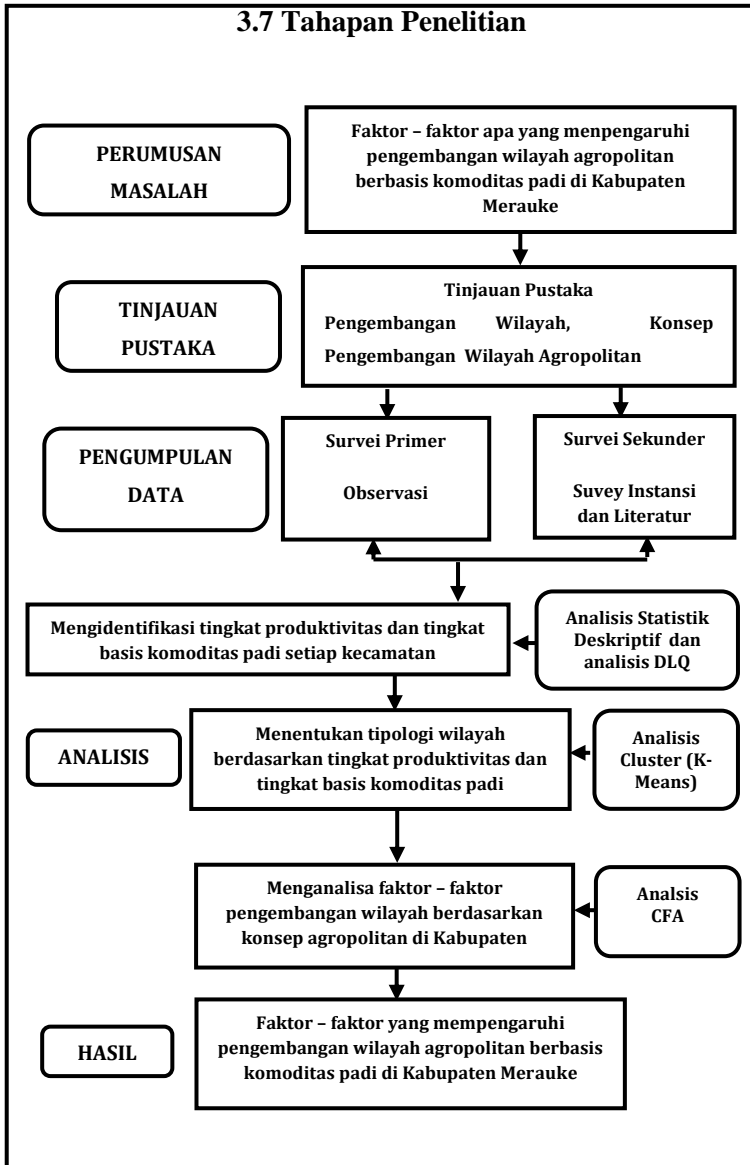 3.7 Tahapan Penelitian
PERUMUSAN
MASALAH
Faktor – faktor apa yang menpengaruhi
pengembangan wilayah agropolitan
berbasis komoditas padi di Kabupaten
Merauke
TINJAUAN
PUSTAKA
Tinjauan Pustaka
Pengembangan Wilayah, Konsep
Pengembangan Wilayah Agropolitan
PENGUMPULAN
DATA
Survei Primer
Observasi
Survei Sekunder
Suvey Instansi
dan Literatur
Mengidentifikasi tingkat produktivitas dan tingkat
basis komoditas padi setiap kecamatan
Analisis Statistik
Deskriptif dan
analisis DLQ
ANALISIS
Menentukan tipologi wilayah
berdasarkan tingkat produktivitas dan
tingkat basis komoditas padi
Analisis
Cluster (K-
Means)
Menganalisa faktor – faktor
pengembangan wilayah berdasarkan
konsep agropolitan di Kabupaten
Analsis
CFA
HASIL
Faktor – faktor yang mempengaruhi
pengembangan wilayah agropolitan berbasis
komoditas padi di Kabupaten Merauke